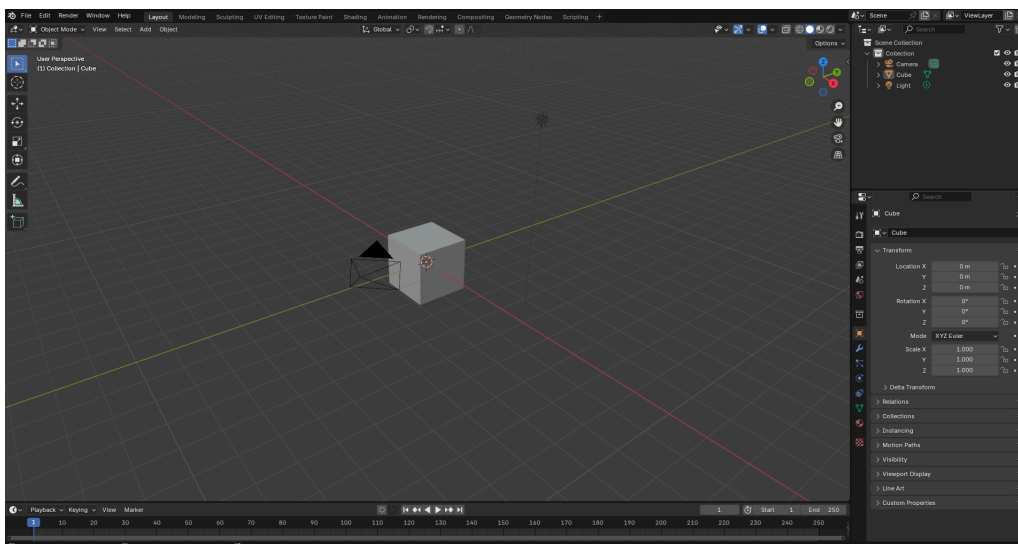 File Edit Render Window Help Layout Modeling Sculpting UV Editing Texture Paint Shading Animation Rendering Compositing Geometry Nodes Scripting + Scene ViewLayer
Object Mode View Select Add Object Global Search
Options
User Perspective
(1) Collection | Cube
Z
Y
X
Scene Collection
Collection
Camera
Cube
Light
Search
Cube
Cube
Transform
Location X 0 m
Y 0 m
Z 0 m
Rotation X 0°
Y 0°
Z 0°
Mode XYZ Euler
Scale X 1.000
Y 1.000
Z 1.000
Delta Transform
Relations
Collections
Instancing
Motion Paths
Visibility
Viewport Display
Line Art
Custom Properties
Playback Keying View Marker 1 Start 1 End 250
1 10 20 30 40 50 60 70 80 90 100 110 120 130 140 150 160 170 180 190 200 210 220 230 240 250